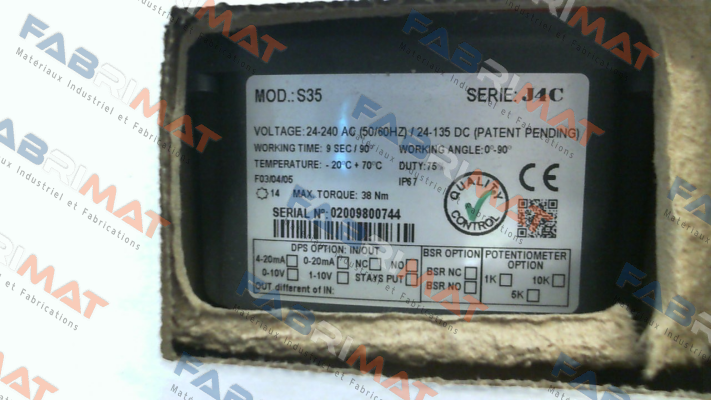 MOD.: S35 SERIE: J4C
VOLTAGE: 24-240 AC (50/60HZ) / 24-135 DC (PATENT PENDING)
WORKING TIME: 9 SEC / 90° WORKING ANGLE: 0°-90°
TEMPERATURE: - 20°C + 70°C DUTY: 75%
F03/04/05 IP67
14 MAX. TORQUE: 38 Nm
QUALITY CONTROL
SERIAL Nº: 02009800744
DPS OPTION: IN/OUT BSR OPTION POTENTIOMETER OPTION
4-20mA 0-20mA NC NO BSR NC 1K 10K
0-10V 1-10V STAYS PUT BSR NO 5K
OUT different of IN:
FABRIMAT
Materiaux Industriel et Fabrications